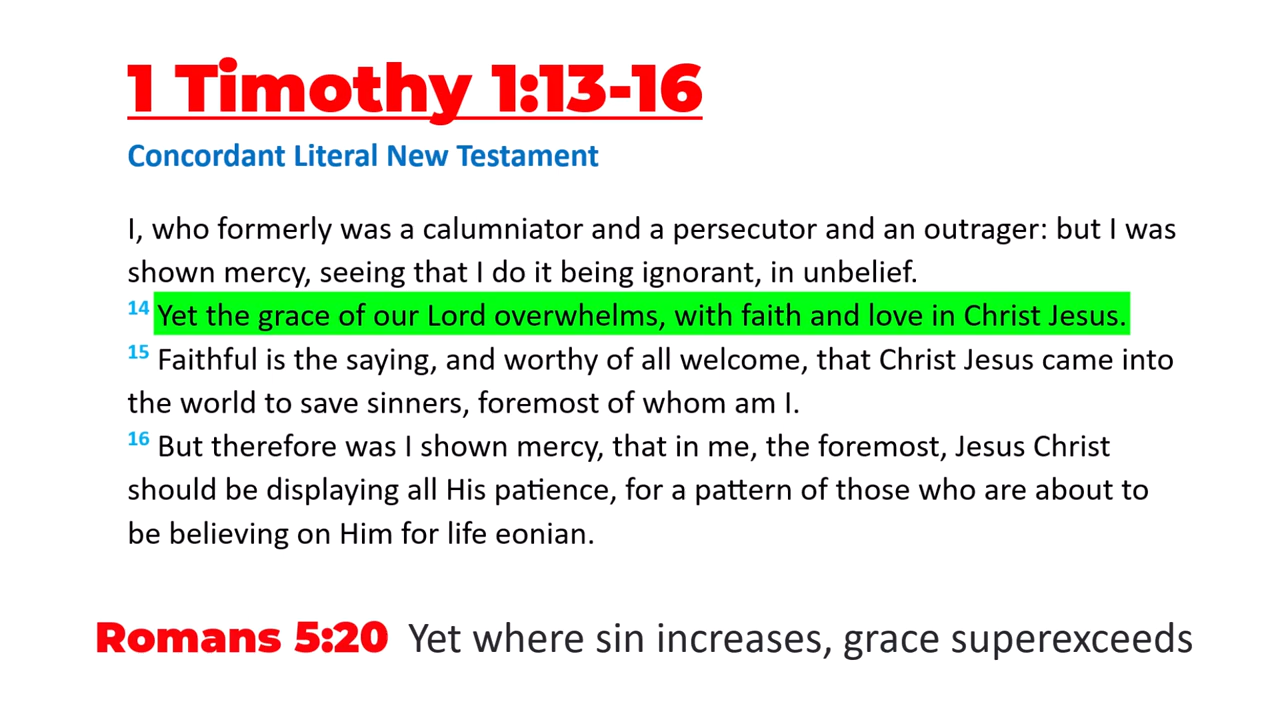 1 Timothy 1:13-16
Concordant Literal New Testament
I, who formerly was a calumniator and a persecutor and an outrager: but I was
shown mercy, seeing that I do it being ignorant, in unbelief.
14 Yet the grace of our Lord overwhelms, with faith and love in Christ Jesus.
15 Faithful is the saying, and worthy of all welcome, that Christ Jesus came into
the world to save sinners, foremost of whom am I.
16 But therefore was I shown mercy, that in me, the foremost, Jesus Christ
should be displaying all His patience, for a pattern of those who are about to
be believing on Him for life eonian.
Romans 5:20 Yet where sin increases, grace superexceeds